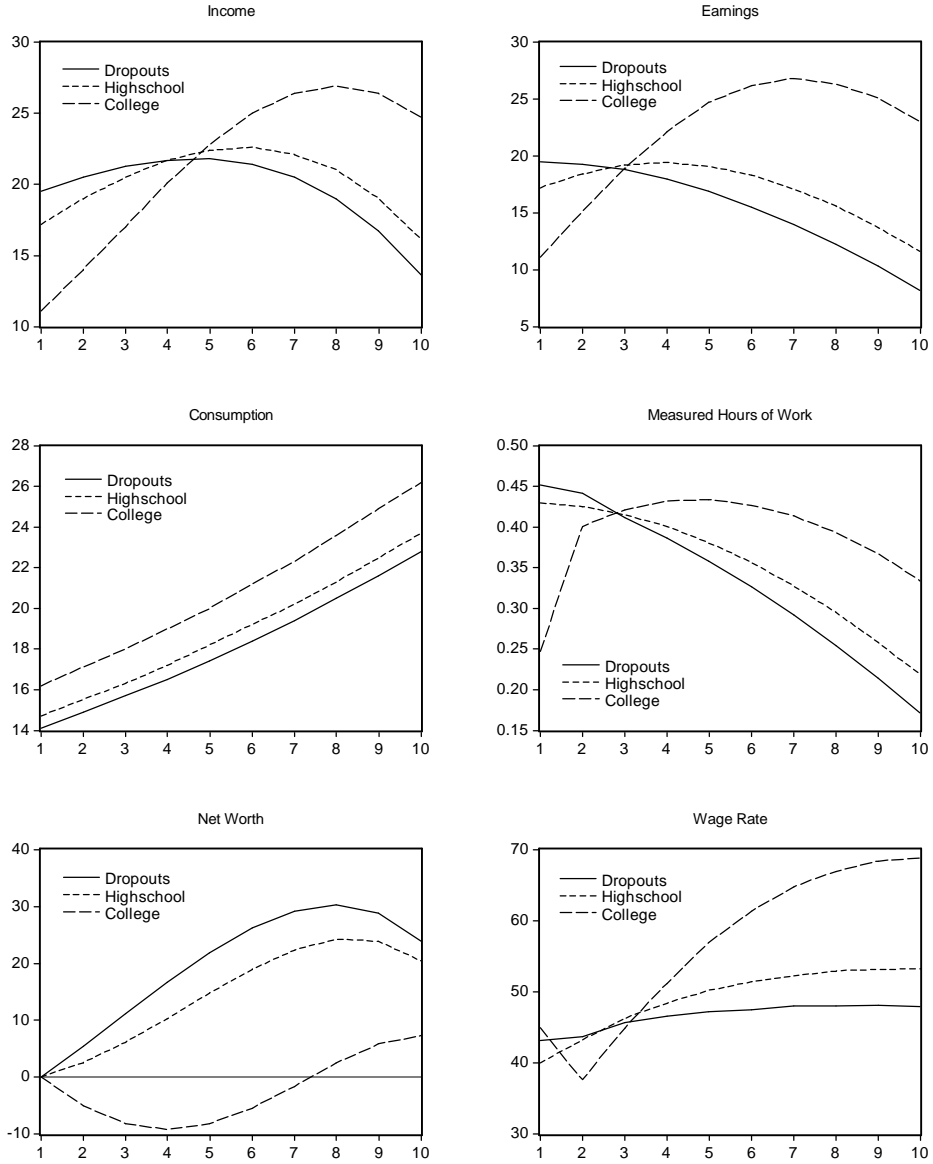 Income
30
25
20
15
10
Dropouts
Highschool
College
1 2 3 4 5 6 7 8 9 10
Earnings
30
25
20
15
10
5
Dropouts
Highschool
College
1 2 3 4 5 6 7 8 9 10
Consumption
28
26
24
22
20
18
16
14
Dropouts
Highschool
College
1 2 3 4 5 6 7 8 9 10
Measured Hours of Work
0.50
0.45
0.40
0.35
0.30
0.25
0.20
0.15
Dropouts
Highschool
College
1 2 3 4 5 6 7 8 9 10
Net Worth
40
30
20
10
0
-10
Dropouts
Highschool
College
1 2 3 4 5 6 7 8 9 10
Wage Rate
70
60
50
40
30
Dropouts
Highschool
College
1 2 3 4 5 6 7 8 9 10